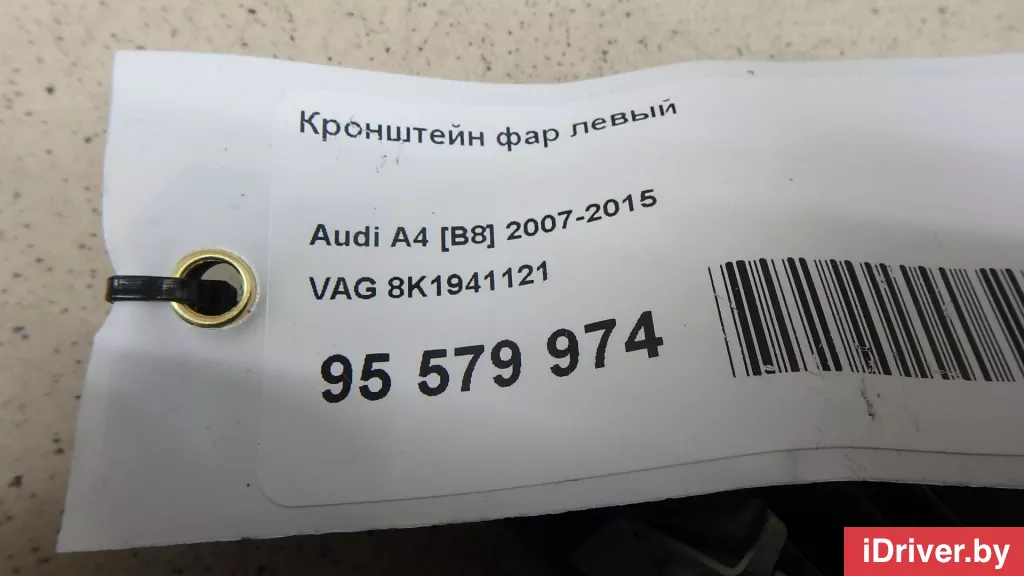 Кронштейн фар левый
Audi A4 [B8] 2007-2015
VAG 8K1941121
95 579 974
iDriver.by